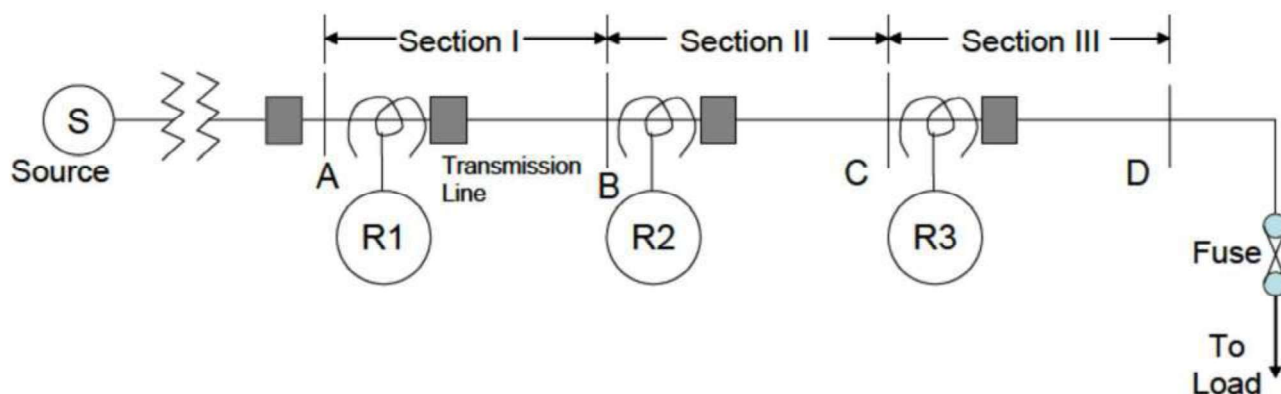 Section I
Section II
Section III
S
Source
A
Transmission
Line
B
C
D
R1
R2
R3
Fuse
To
Load